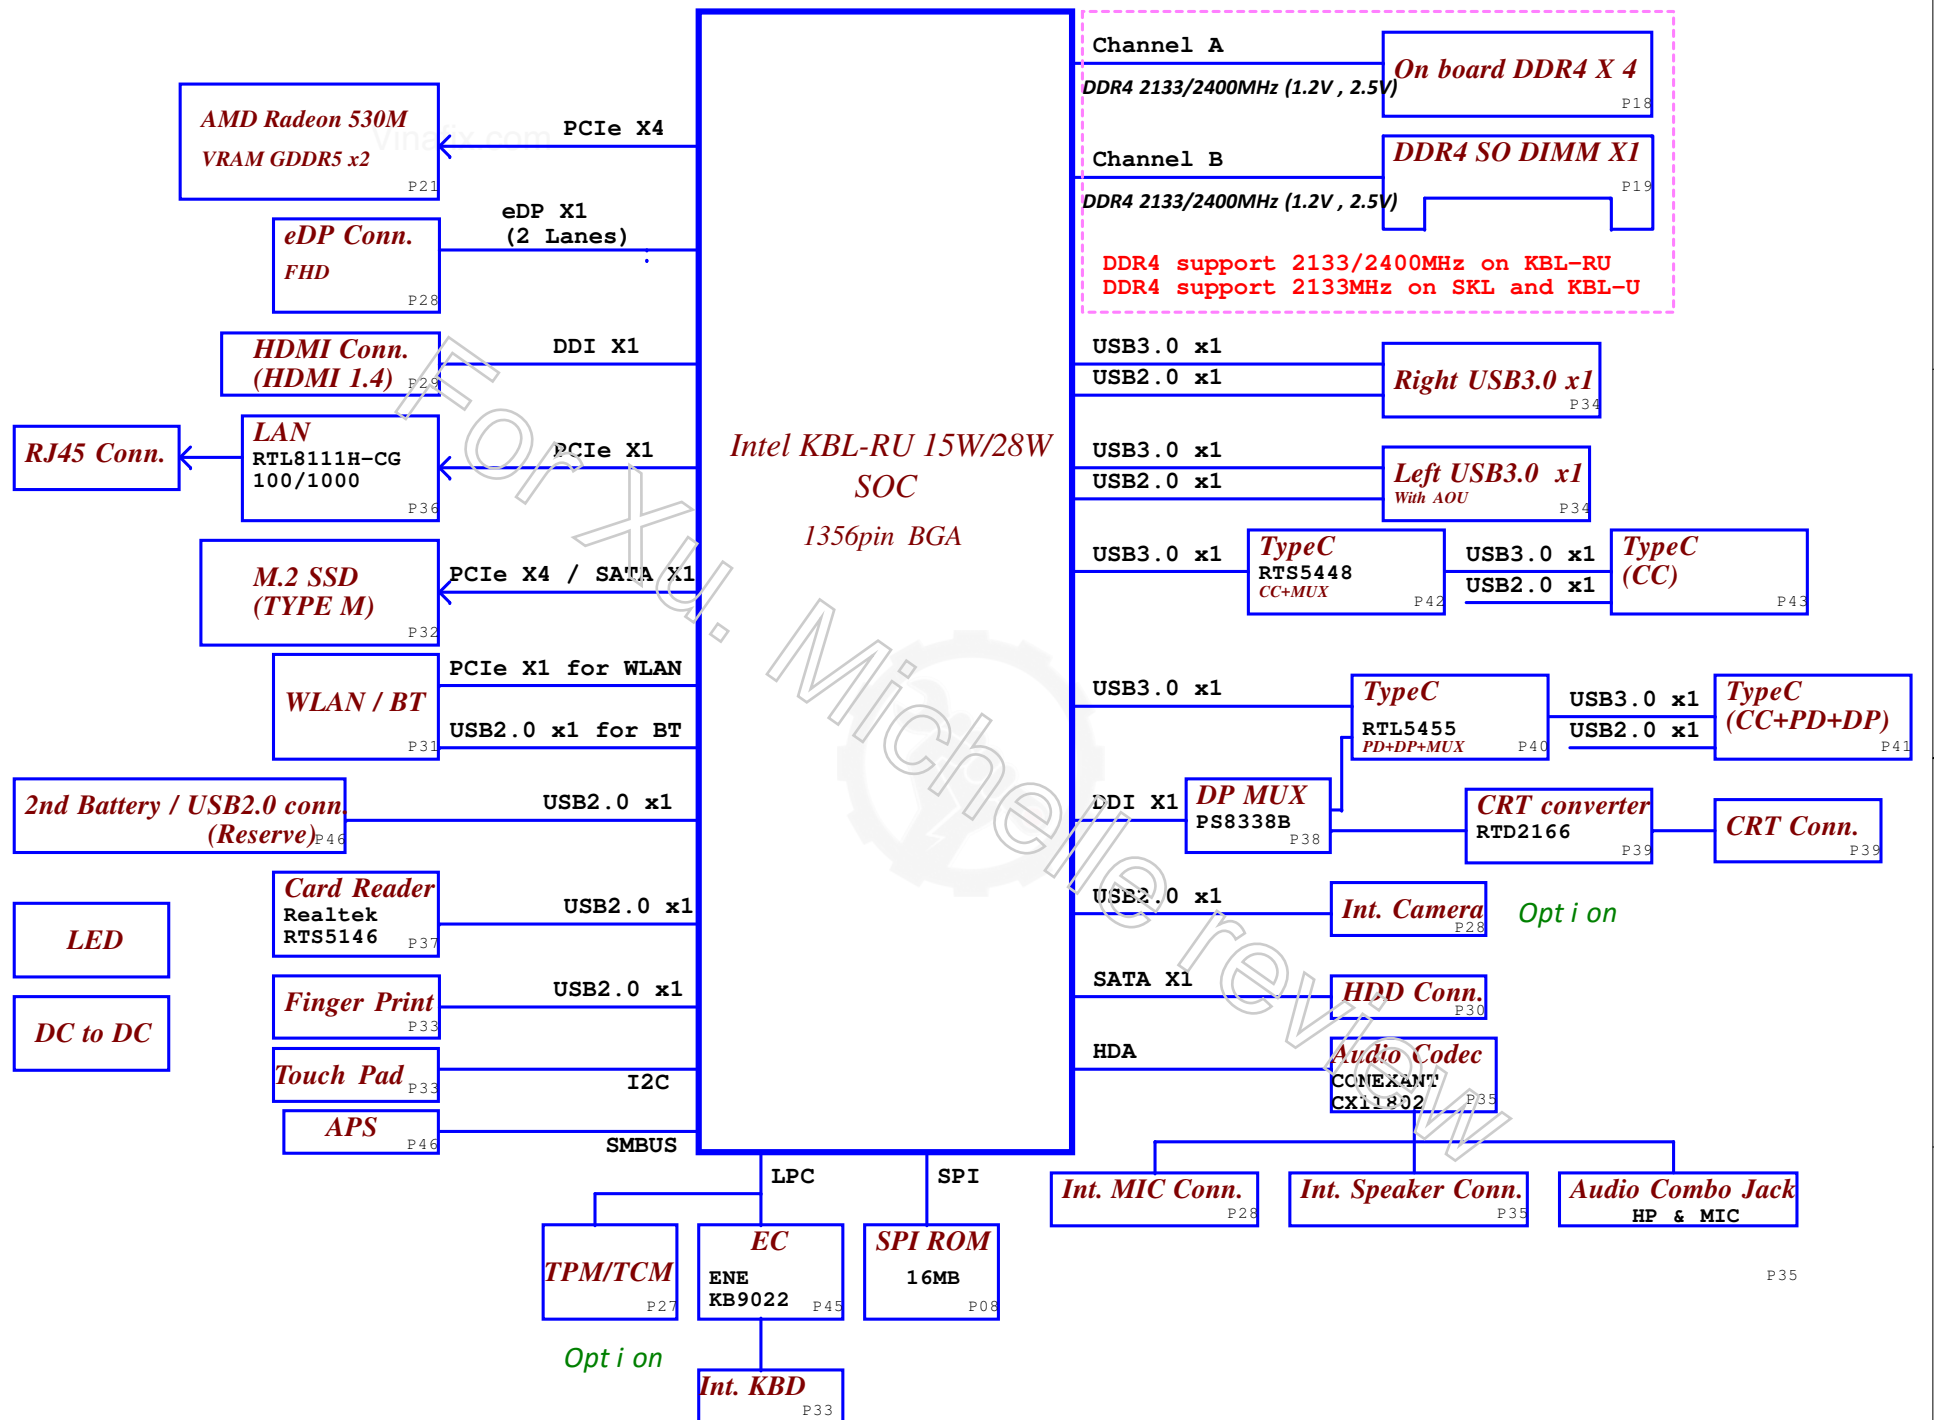 AMD Radeon 530M
VRAM GDDR5 x2
P21
PCIe X4
Vinafix.com
eDP Conn.
FHD
P28
eDP X1
(2 Lanes)
HDMI Conn.
(HDMI 1.4)
P29
DDI X1
RJ45 Conn.
LAN
RTL8111H-CG
100/1000
P36
PCIe X1
M.2 SSD
(TYPE M)
P32
PCIe X4 / SATA X1
WLAN / BT
P31
PCIe X1 for WLAN
USB2.0 x1 for BT
2nd Battery / USB2.0 conn.
(Reserve)
P46
USB2.0 x1
Card Reader
Realtek
RTS5146
P37
USB2.0 x1
LED
Finger Print
P33
USB2.0 x1
DC to DC
Touch Pad
P33
I2C
APS
P46
SMBUS
Intel KBL-RU 15W/28W
SOC
1356pin BGA
For Xu. Michelle review
Channel A
DDR4 2133/2400MHz (1.2V , 2.5V)
On board DDR4 X 4
P18
Channel B
DDR4 2133/2400MHz (1.2V , 2.5V)
DDR4 SO DIMM X1
P19
DDR4 support 2133/2400MHz on KBL-RU
DDR4 support 2133MHz on SKL and KBL-U
USB3.0 x1
USB2.0 x1
Right USB3.0 x1
P34
USB3.0 x1
USB2.0 x1
Left USB3.0 x1
With AOU
P34
USB3.0 x1
TypeC
RTS5448
CC+MUX
P42
USB3.0 x1
USB2.0 x1
TypeC
(CC)
P43
USB3.0 x1
TypeC
RTL5455
PD+DP+MUX
P40
USB3.0 x1
USB2.0 x1
TypeC
(CC+PD+DP)
P41
DDI X1
DP MUX
PS8338B
P38
CRT converter
RTD2166
P39
CRT Conn.
P39
USB2.0 x1
Int. Camera
P28
Option
SATA X1
HDD Conn.
P30
HDA
Audio Codec
CONEXANT
CX11802
P35
Int. MIC Conn.
P28
Int. Speaker Conn.
P35
Audio Combo Jack
HP & MIC
P35
LPC
SPI
TPM/TCM
P27
Option
EC
ENE
KB9022
P45
SPI ROM
16MB
P08
Int. KBD
P33